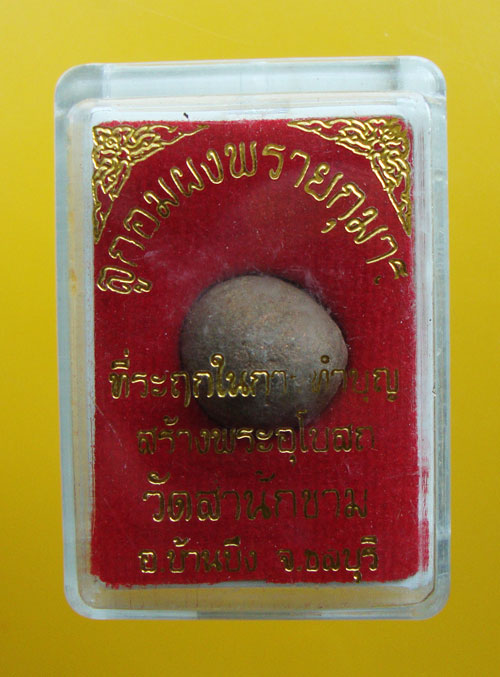 ลูกอมผงพรายกุมาร
ที่ระฤกในการ ทำบุญ
สร้างพระอุโบสถ
วัดสำนักขาม
อ.บ้านบึง จ.ชลบุรี